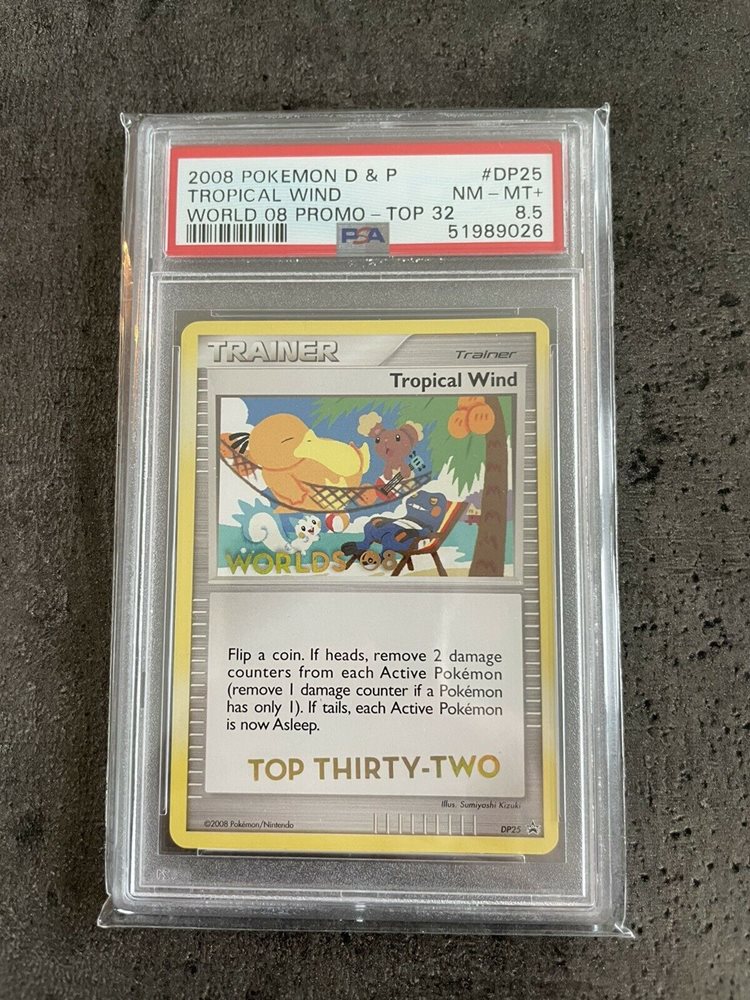 2008 POKEMON D & P #DP25
TROPICAL WIND NM - MT+
WORLD 08 PROMO - TOP 32 8.5
PSA 51989026
TRAINER Trainer
Tropical Wind
WORLDS 08
Flip a coin. If heads, remove 2 damage
counters from each Active Pokémon
(remove 1 damage counter if a Pokémon
has only 1). If tails, each Active Pokémon
is now Asleep.
TOP THIRTY-TWO
Illus. Sumiyoshi Kizuki
©2008 Pokémon/Nintendo DP25